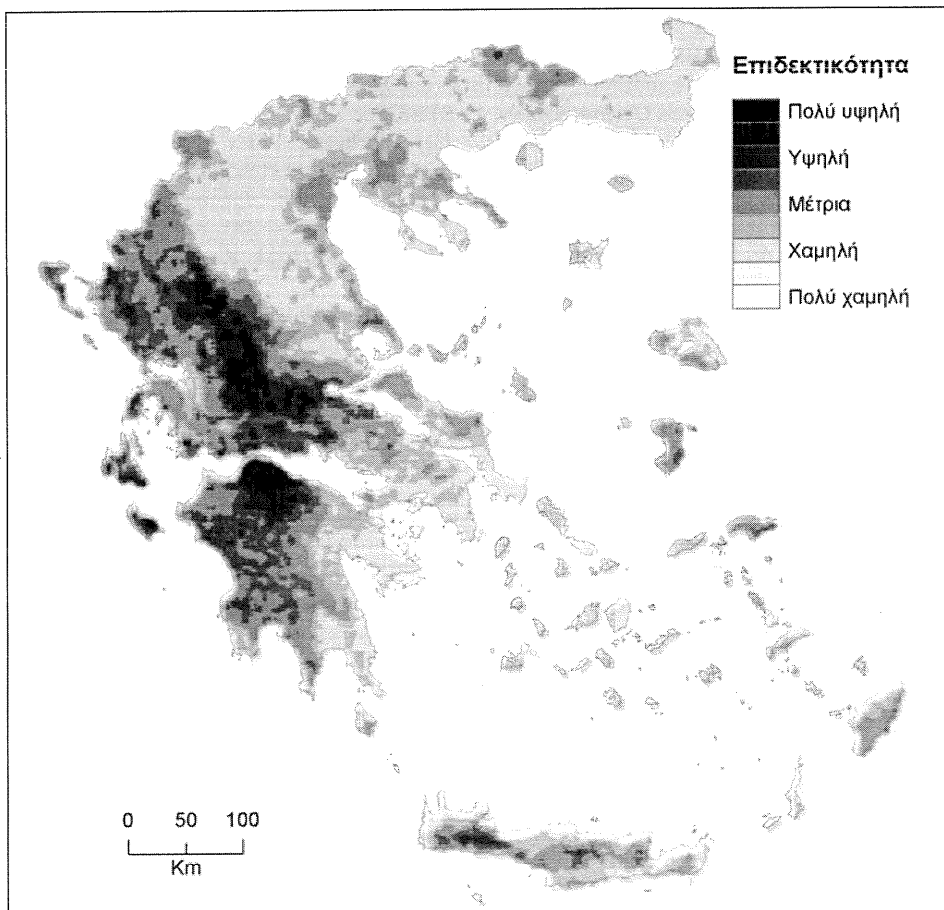 Επιδεκτικότητα
Πολύ υψηλή
Υψηλή
Μέτρια
Χαμηλή
Πολύ χαμηλή
0 50 100
Km